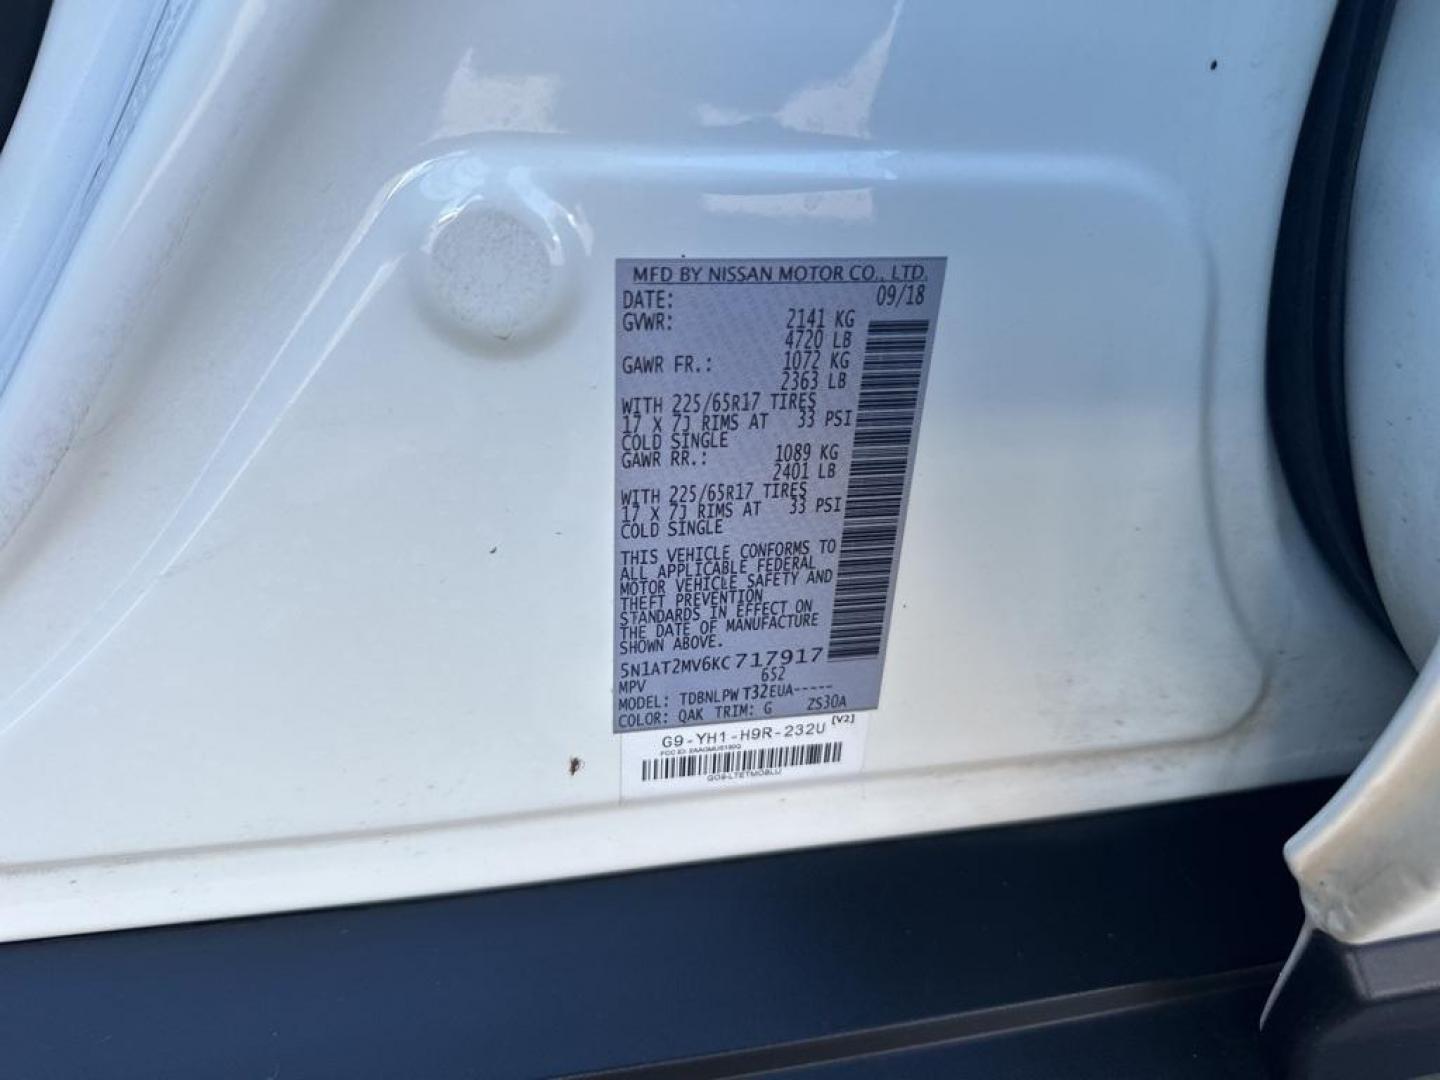 MFD BY NISSAN MOTOR CO., LTD.
DATE: 09/18
GVWR: 2141 KG
4720 LB
GAWR FR.: 1072 KG
2363 LB
WITH 225/65R17 TIRES
17 X 7J RIMS AT 33 PSI
COLD SINGLE
GAWR RR.: 1089 KG
2401 LB
WITH 225/65R17 TIRES
17 X 7J RIMS AT 33 PSI
COLD SINGLE
THIS VEHICLE CONFORMS TO
ALL APPLICABLE FEDERAL
MOTOR VEHICLE SAFETY AND
THEFT PREVENTION
STANDARDS IN EFFECT ON
THE DATE OF MANUFACTURE
SHOWN ABOVE.
5N1AT2MV6KC717917
MPV 652
MODEL: TDBNLPW T32EUA-----
COLOR: QAK TRIM: G ZS30A
G9-YH1-H9R-232U [V2]
FCC ID: